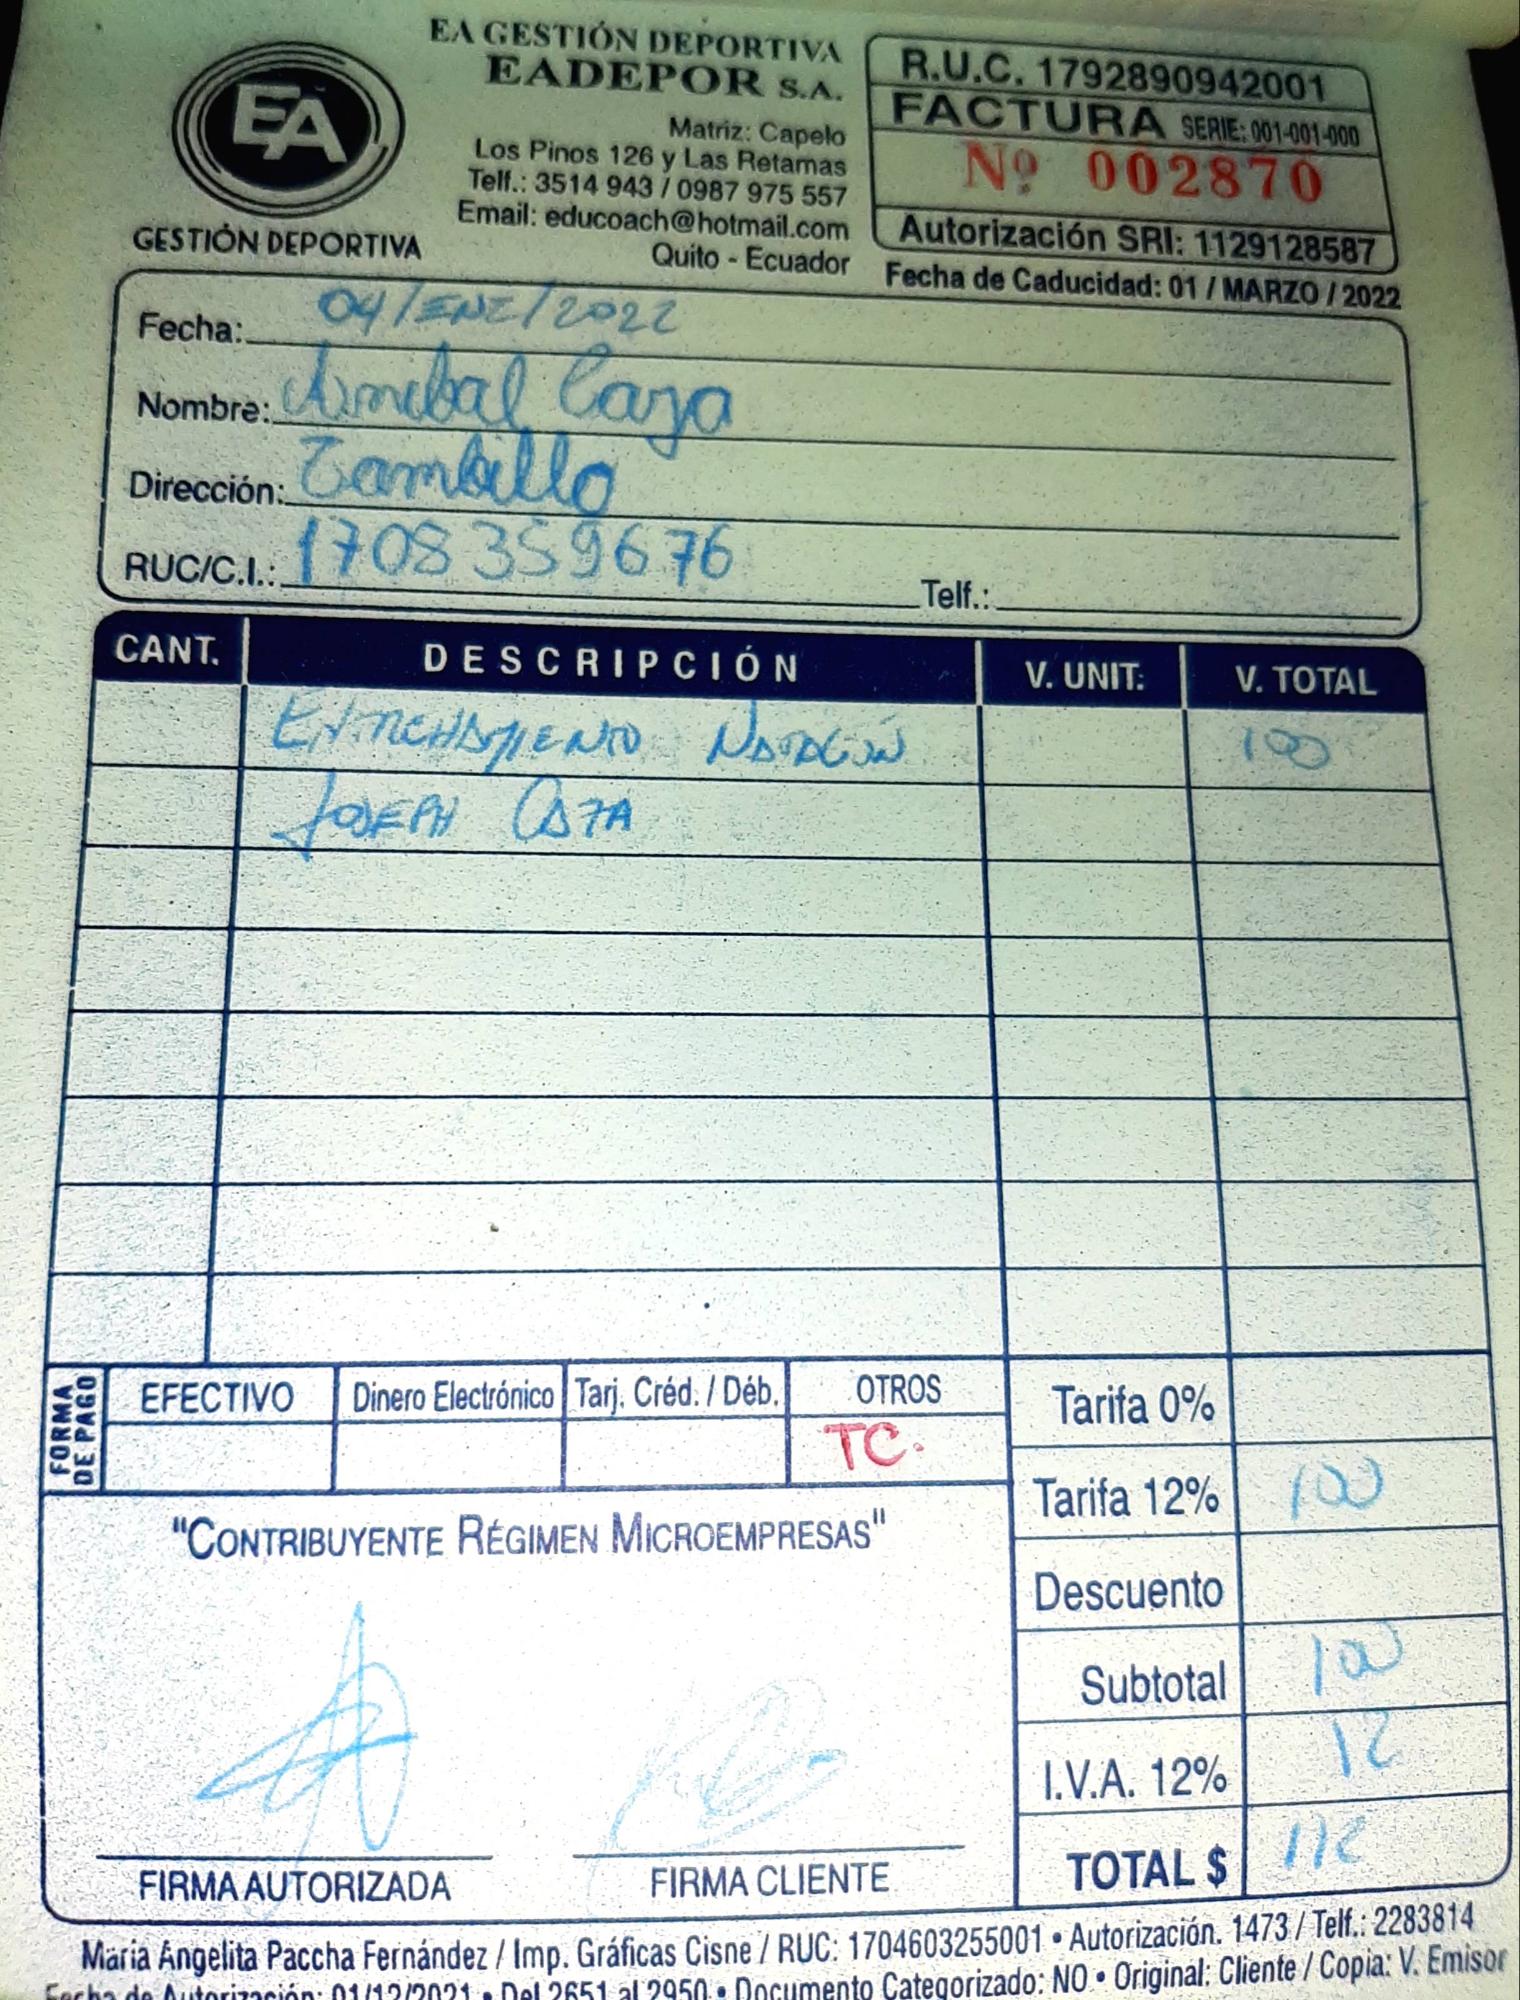 EA GESTIÓN DEPORTIVA
EADEPOR S.A.
EA
GESTIÓN DEPORTIVA
Matriz: Capelo
Los Pinos 126 y Las Retamas
Telf.: 3514 943 / 0987 975 557
Email: educoach@hotmail.com
Quito - Ecuador
R.U.C. 1792890942001
FACTURA SERIE: 001-001-000
Nº 002870
Autorización SRI: 1129128587
Fecha de Caducidad: 01 / MARZO / 2022
Fecha: 04/ENE/2022
Nombre: Anibal Caza
Dirección: Tambillo
RUC/C.I.: 1708359676 Telf.:
CANT. DESCRIPCIÓN V. UNIT. V. TOTAL
Natación 100
Joseph Caza
FORMA DE PAGO
EFECTIVO Dinero Electrónico Tarj. Créd. / Déb. OTROS
TC.
Tarifa 0%
Tarifa 12% 100
Descuento
Subtotal 100
I.V.A. 12% 12
TOTAL $ 112
"CONTRIBUYENTE RÉGIMEN MICROEMPRESAS"
FIRMA AUTORIZADA FIRMA CLIENTE
Maria Angelita Paccha Fernández / Imp. Gráficas Cisne / RUC: 1704603255001 • Autorización. 1473 / Telf.: 2283814
Fecha de Autorización: 01/12/2021 • Del 2651 al 2950 • Documento Categorizado: NO • Original: Cliente / Copia: V. Emisor